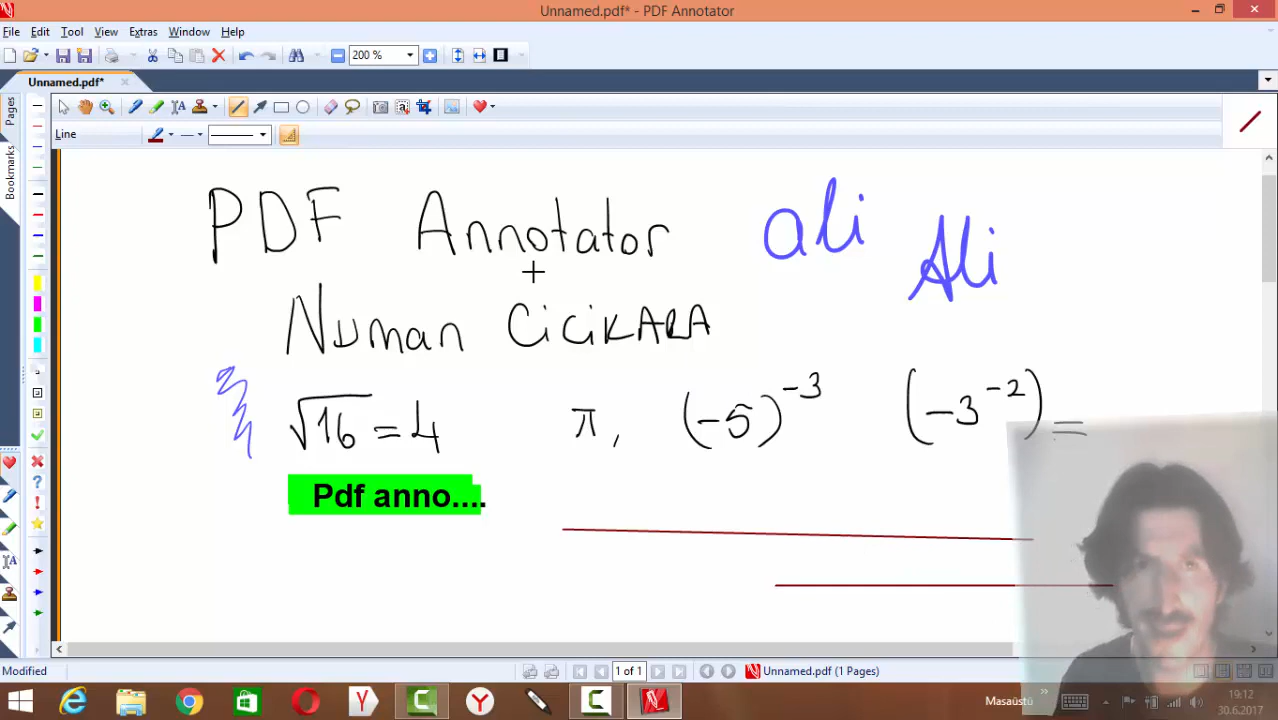 Unnamed.pdf* - PDF Annotator
File Edit Tool View Extras Window Help
200 %
Unnamed.pdf*
Pages
Bookmarks
Line
PDF Annotator ali Ali
+
Numan CiciKARA
√16 = 4 π, (-5)⁻³ (-3⁻²) =
Pdf anno....
Modified
1 of 1
Unnamed.pdf (1 Pages)
Masaüstü
19:12
30.6.2017